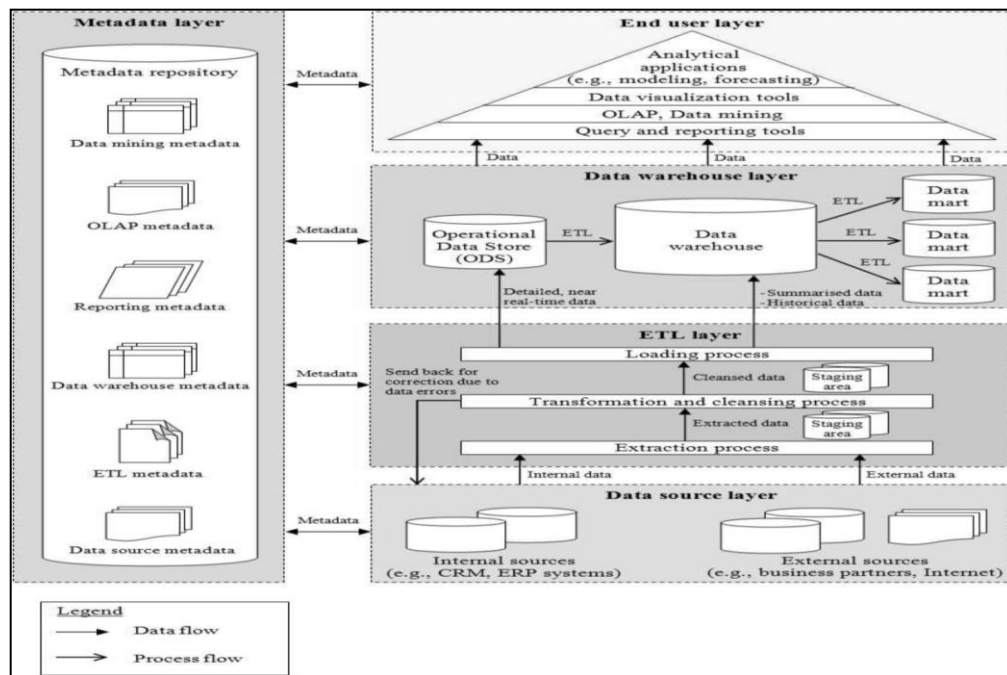 Metadata layer
Metadata repository
Data mining metadata
OLAP metadata
Reporting metadata
Data warehouse metadata
ETL metadata
Data source metadata
Metadata
Metadata
Metadata
Metadata
End user layer
Analytical
applications
(e.g., modeling, forecasting)
Data visualization tools
OLAP, Data mining
Query and reporting tools
Data
Data
Data
Data warehouse layer
Operational
Data Store
(ODS)
ETL
Data
warehouse
ETL
ETL
ETL
Data
mart
Data
mart
Data
mart
Detailed, near
real-time data
- Summarised data
-Historical data
ETL layer
Loading process
Send back for
correction due to
data errors
Cleansed data
Staging
area
Transformation and cleansing process
Extracted data
Staging
area
Extraction process
Internal data
External data
Data source layer
Internal sources
(e.g., CRM, ERP systems)
External sources
(e.g., business partners, Internet)
Legend
Data flow
Process flow